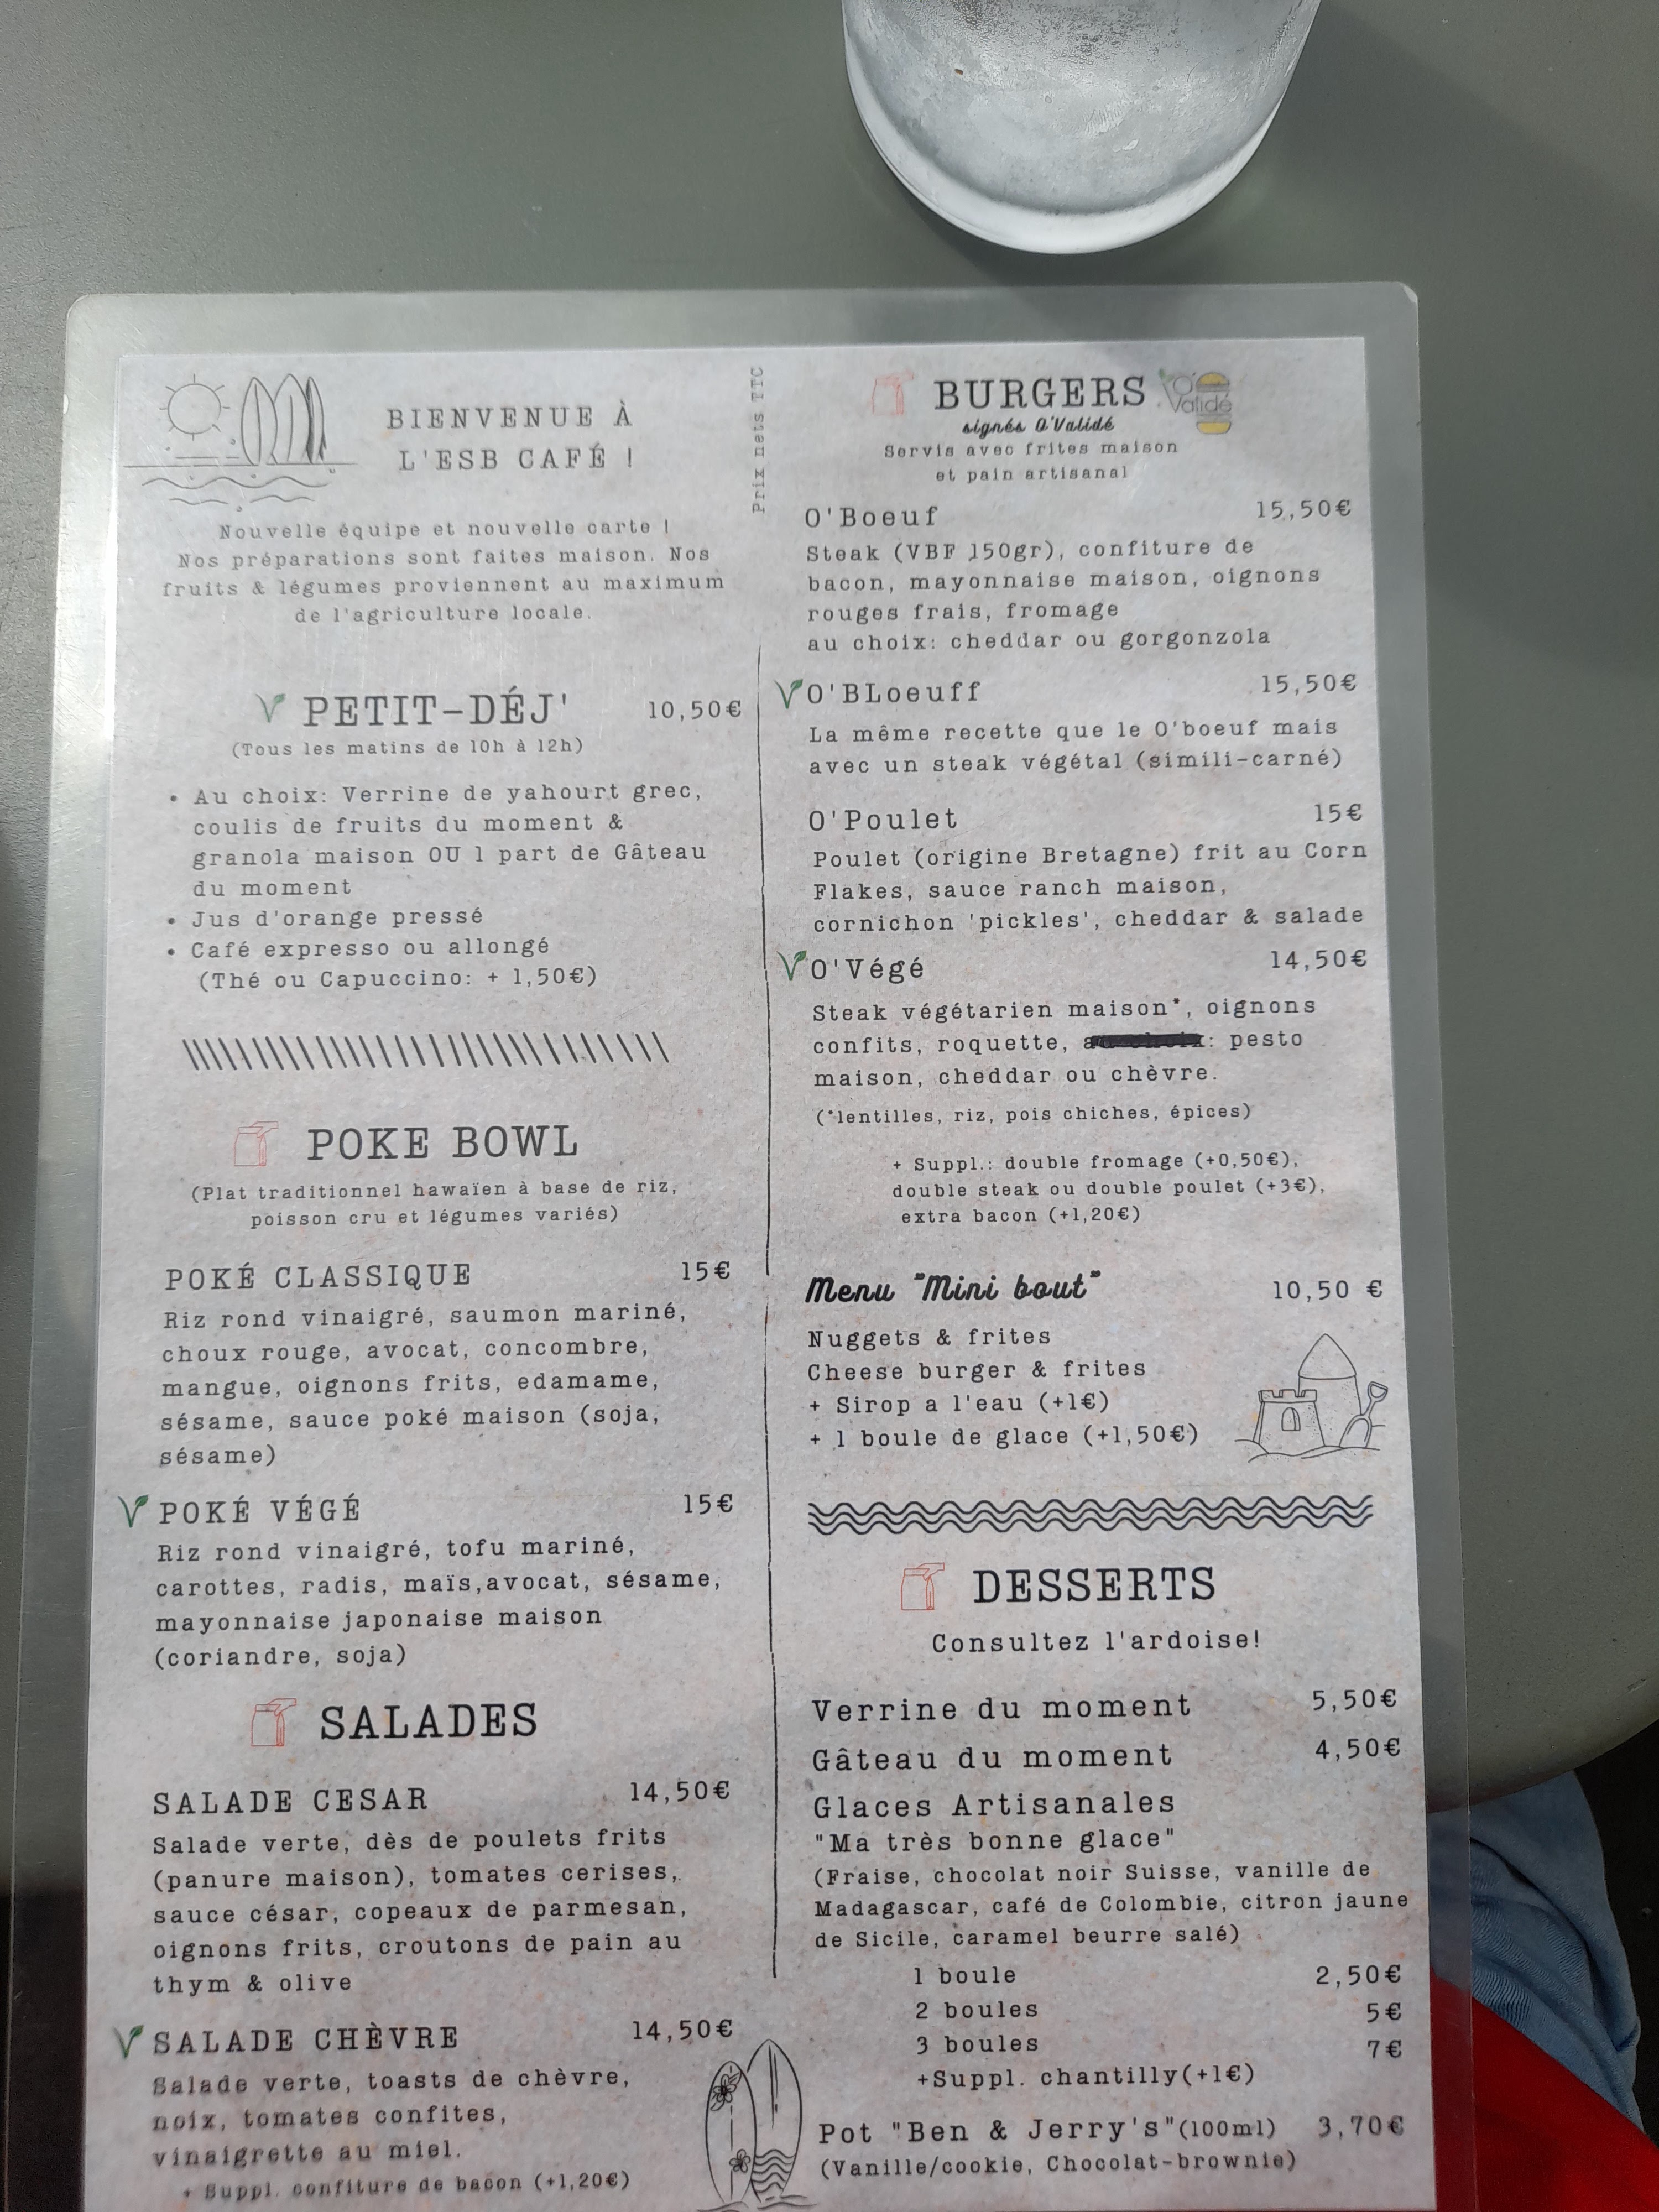 BIENVENUE À
L'ESB CAFÉ !
Nouvelle équipe et nouvelle carte !
Nos préparations sont faites maison. Nos
fruits & légumes proviennent au maximum
de l'agriculture locale.
PETIT-DÉJ' 10,50€
(Tous les matins de 10h à 12h)
• Au choix: Verrine de yahourt grec,
coulis de fruits du moment &
granola maison OU 1 part de Gâteau
du moment
• Jus d'orange pressé
• Café expresso ou allongé
(Thé ou Capuccino: + 1,50€)
POKE BOWL
(Plat traditionnel hawaïen à base de riz,
poisson cru et légumes variés)
POKÉ CLASSIQUE 15€
Riz rond vinaigré, saumon mariné,
choux rouge, avocat, concombre,
mangue, oignons frits, edamame,
sésame, sauce poké maison (soja,
sésame)
POKÉ VÉGÉ 15€
Riz rond vinaigré, tofu mariné,
carottes, radis, maïs,avocat, sésame,
mayonnaise japonaise maison
(coriandre, soja)
SALADES
SALADE CESAR 14,50€
Salade verte, dès de poulets frits
(panure maison), tomates cerises,
sauce césar, copeaux de parmesan,
oignons frits, croutons de pain au
thym & olive
SALADE CHÈVRE 14,50€
Salade verte, toasts de chèvre,
noix, tomates confites,
vinaigrette au miel.
+ Suppl. confiture de bacon (+1,20€)
Prix nets TTC
BURGERS
O' Validé
signés O'Validé
Servis avec frites maison
et pain artisanal
O'Boeuf 15,50€
Steak (VBF 150gr), confiture de
bacon, mayonnaise maison, oignons
rouges frais, fromage
au choix: cheddar ou gorgonzola
O'BLoeuff 15,50€
La même recette que le O'boeuf mais
avec un steak végétal (simili-carné)
O'Poulet 15€
Poulet (origine Bretagne) frit au Corn
Flakes, sauce ranch maison,
cornichon 'pickles', cheddar & salade
O'Végé 14,50€
Steak végétarien maison*, oignons
confits, roquette, au choix: pesto
maison, cheddar ou chèvre.
(*lentilles, riz, pois chiches, épices)
+ Suppl.: double fromage (+0,50€),
double steak ou double poulet (+3€),
extra bacon (+1,20€)
Menu "Mini bout" 10,50 €
Nuggets & frites
Cheese burger & frites
+ Sirop a l'eau (+1€)
+ 1 boule de glace (+1,50€)
DESSERTS
Consultez l'ardoise!
Verrine du moment 5,50€
Gâteau du moment 4,50€
Glaces Artisanales
"Ma très bonne glace"
(Fraise, chocolat noir Suisse, vanille de
Madagascar, café de Colombie, citron jaune
de Sicile, caramel beurre salé)
1 boule 2,50€
2 boules 5€
3 boules 7€
+Suppl. chantilly(+1€)
Pot "Ben & Jerry's"(100ml) 3,70€
(Vanille/cookie, Chocolat-brownie)